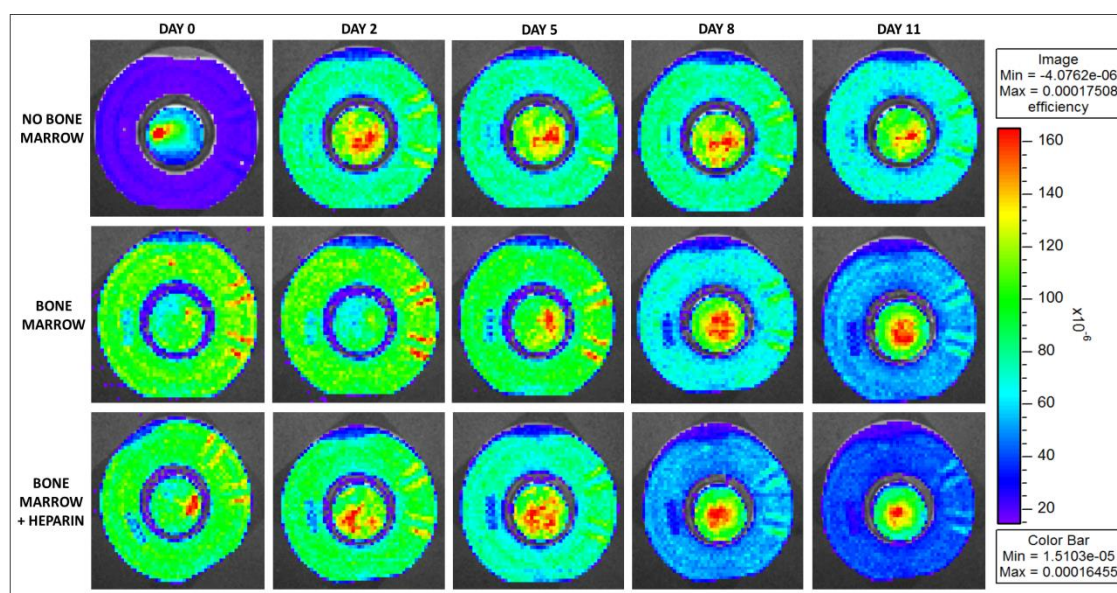 DAY 0
DAY 2
DAY 5
DAY 8
DAY 11
NO BONE
MARROW
BONE
MARROW
BONE
MARROW
+ HEPARIN
Image
Min = -4.0762e-06
Max = 0.00017508
efficiency
160
140
120
100
80
60
40
20
x10⁻⁶
Color Bar
Min = 1.5103e-05
Max = 0.00016455